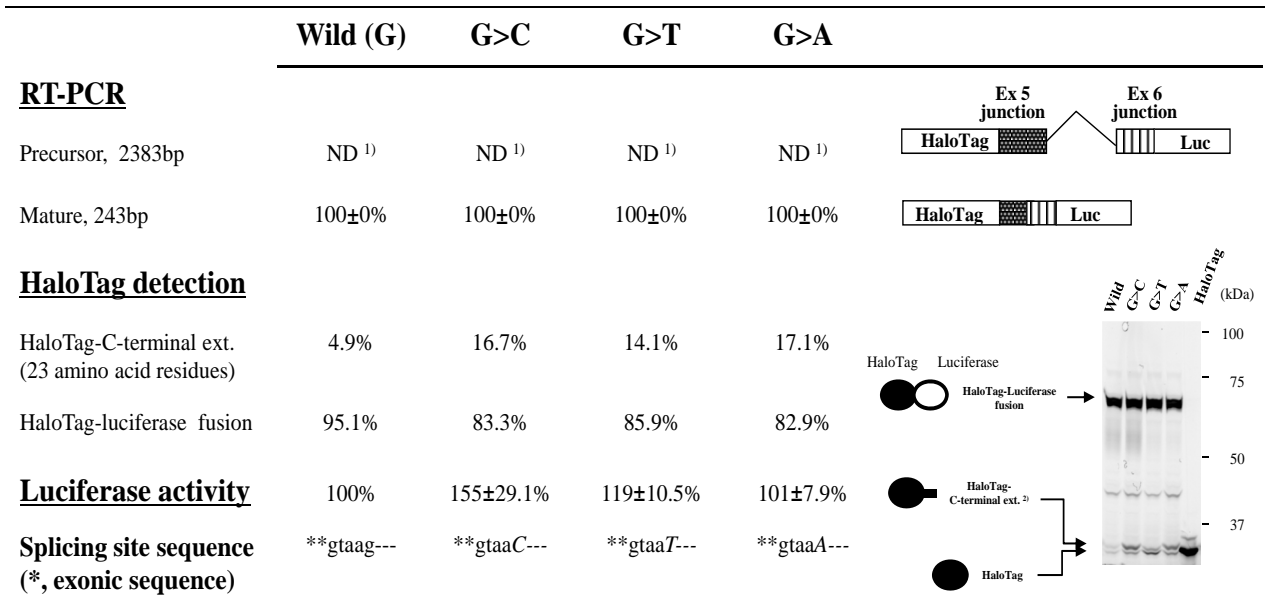 Wild (G) G>C G>T G>A
RT-PCR
Ex 5 junction Ex 6 junction
HaloTag Luc
Precursor, 2383bp ND 1) ND 1) ND 1) ND 1)
Mature, 243bp 100±0% 100±0% 100±0% 100±0%
HaloTag Luc
HaloTag detection
HaloTag-C-terminal ext. 4.9% 16.7% 14.1% 17.1%
(23 amino acid residues)
HaloTag-luciferase fusion 95.1% 83.3% 85.9% 82.9%
Luciferase activity 100% 155±29.1% 119±10.5% 101±7.9%
Splicing site sequence **gtaag--- **gtaaC--- **gtaaT--- **gtaaA---
(*, exonic sequence)
Wild G>C G>T G>A HaloTag
(kDa)
100
75
50
37
HaloTag Luciferase
HaloTag-Luciferase
fusion
HaloTag-
C-terminal ext. 2)
HaloTag